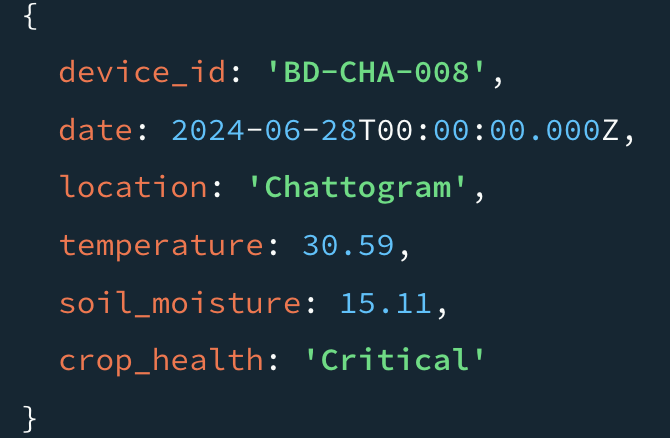 {
device_id: 'BD-CHA-008',
date: 2024-06-28T00:00:00.000Z,
location: 'Chattogram',
temperature: 30.59,
soil_moisture: 15.11,
crop_health: 'Critical'
}